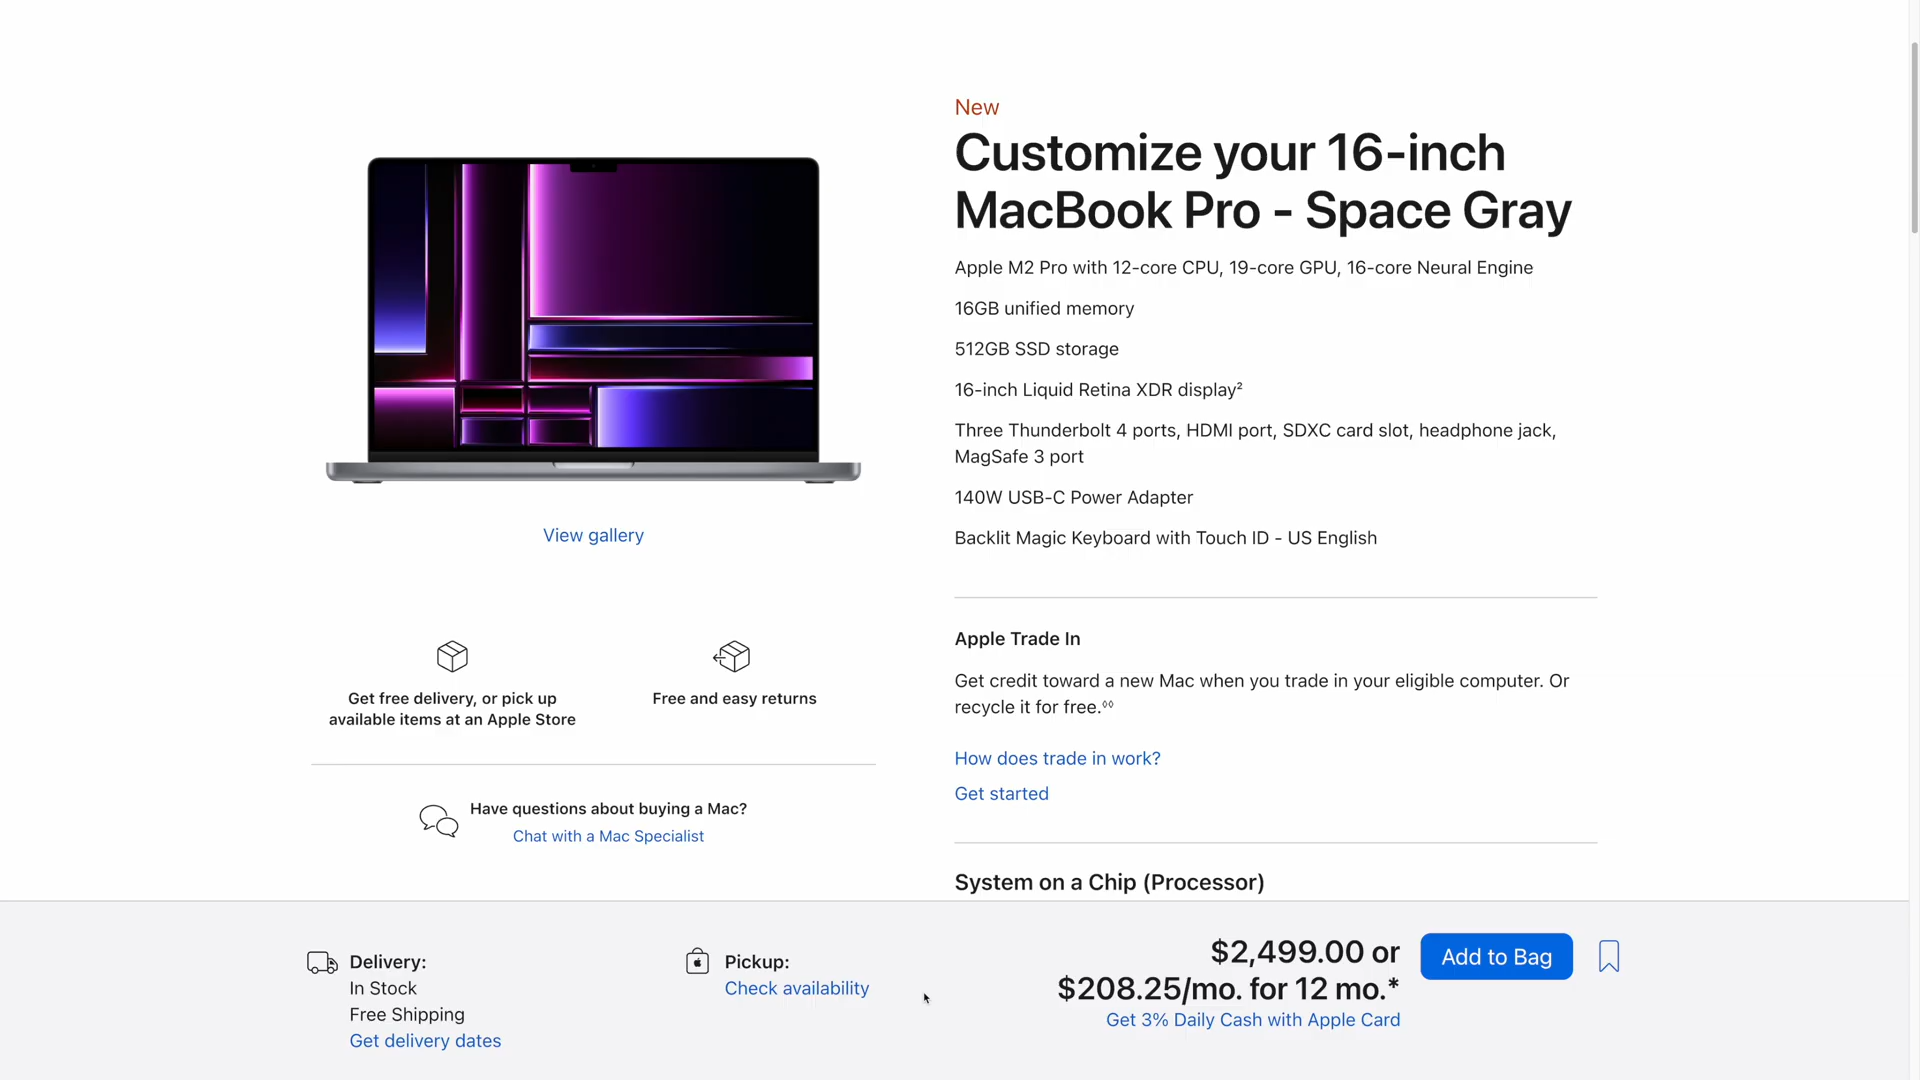 New
Customize your 16-inch
MacBook Pro - Space Gray
Apple M2 Pro with 12-core CPU, 19-core GPU, 16-core Neural Engine
16GB unified memory
512GB SSD storage
16-inch Liquid Retina XDR display²
Three Thunderbolt 4 ports, HDMI port, SDXC card slot, headphone jack,
MagSafe 3 port
140W USB-C Power Adapter
Backlit Magic Keyboard with Touch ID - US English
View gallery
Get free delivery, or pick up
available items at an Apple Store
Free and easy returns
Have questions about buying a Mac?
Chat with a Mac Specialist
Apple Trade In
Get credit toward a new Mac when you trade in your eligible computer. Or
recycle it for free.◊◊
How does trade in work?
Get started
System on a Chip (Processor)
Delivery:
In Stock
Free Shipping
Get delivery dates
Pickup:
Check availability
$2,499.00 or
$208.25/mo. for 12 mo.*
Get 3% Daily Cash with Apple Card
Add to Bag